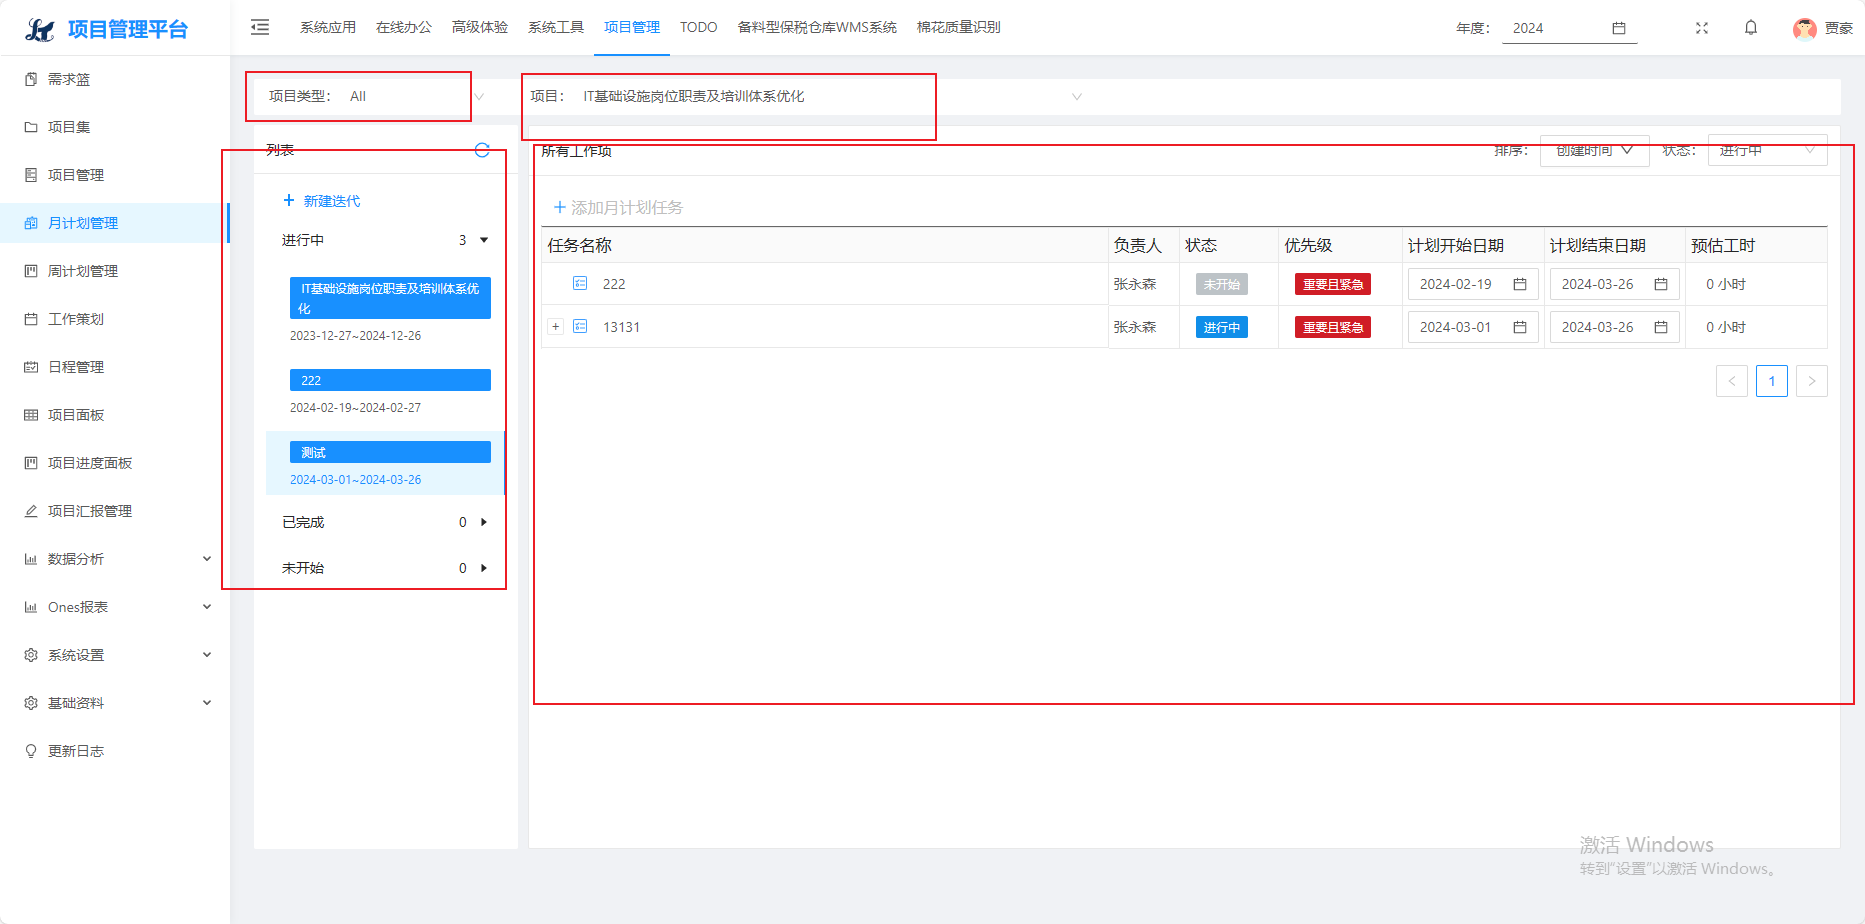 项目管理平台
系统应用 在线办公 高级体验 系统工具 项目管理 TODO 备料型保税仓库WMS系统 棉花质量识别
年度： 2024
贾豪
需求篮
项目集
项目管理
月计划管理
周计划管理
工作策划
日程管理
项目面板
项目进度面板
项目汇报管理
数据分析
Ones报表
系统设置
基础资料
更新日志
项目类型： All
项目： IT基础设施岗位职责及培训体系优化
列表
新建迭代
进行中 3
IT基础设施岗位职责及培训体系优
化
2023-12-27~2024-12-26
222
2024-02-19~2024-02-27
测试
2024-03-01~2024-03-26
已完成 0
未开始 0
所有工作项
排序： 创建时间 状态： 进行中
添加月计划任务
任务名称 负责人 状态 优先级 计划开始日期 计划结束日期 预估工时
222 张永森 未开始 重要且紧急 2024-02-19 2024-03-26 0 小时
+ 13131 张永森 进行中 重要且紧急 2024-03-01 2024-03-26 0 小时
< 1 >
激活 Windows
转到"设置"以激活 Windows。